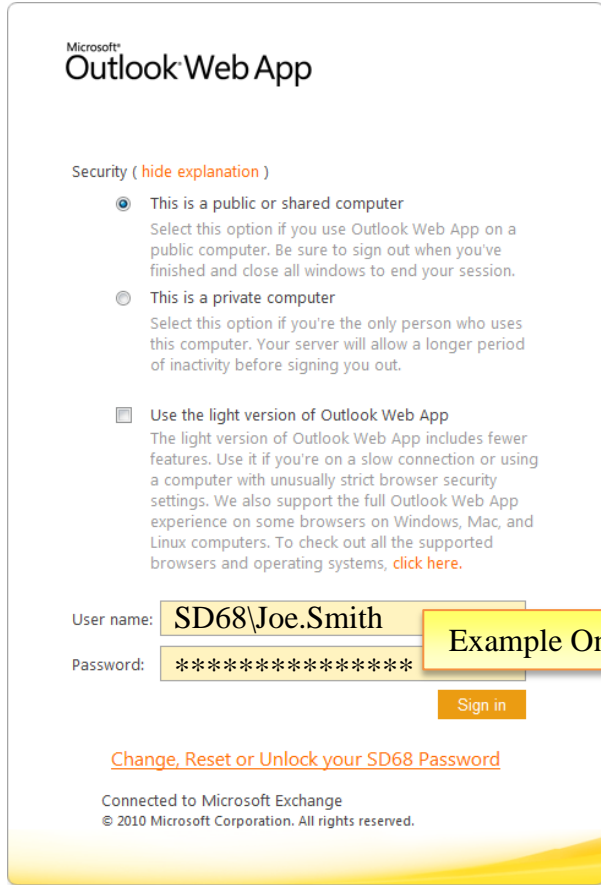 Microsoft®
Outlook Web App
Security ( hide explanation )
This is a public or shared computer
Select this option if you use Outlook Web App on a
public computer. Be sure to sign out when you've
finished and close all windows to end your session.
This is a private computer
Select this option if you're the only person who uses
this computer. Your server will allow a longer period
of inactivity before signing you out.
Use the light version of Outlook Web App
The light version of Outlook Web App includes fewer
features. Use it if you're on a slow connection or using
a computer with unusually strict browser security
settings. We also support the full Outlook Web App
experience on some browsers on Windows, Mac, and
Linux computers. To check out all the supported
browsers and operating systems, click here.
User name: SD68\Joe.Smith
Example
Password: ***************
Sign in
Change, Reset or Unlock your SD68 Password
Connected to Microsoft Exchange
© 2010 Microsoft Corporation. All rights reserved.